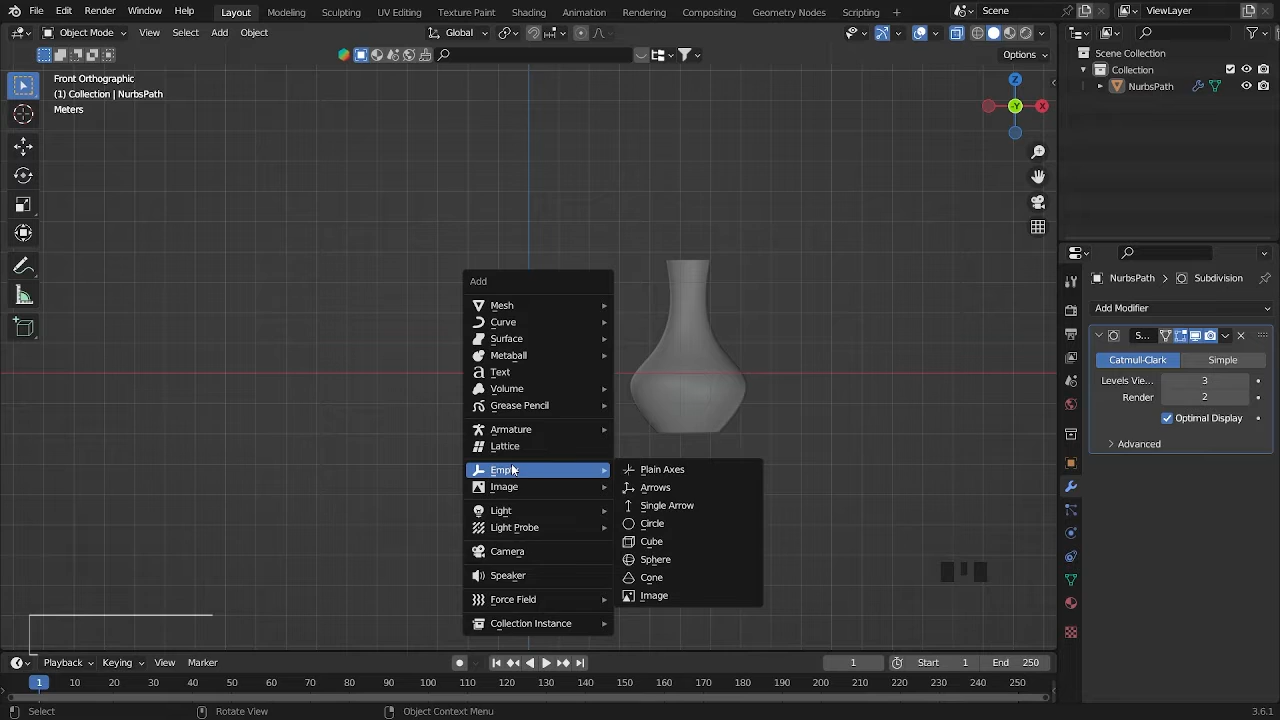 File Edit Render Window Help Layout Modeling Sculpting UV Editing Texture Paint Shading Animation Rendering Compositing Geometry Nodes Scripting + Scene ViewLayer
Object Mode View Select Add Object Global
Options
Front Orthographic
(1) Collection | NurbsPath
Meters
Z
-Y
X
Scene Collection
Collection
NurbsPath
NurbsPath > Subdivision
Add Modifier
S...
Catmull-Clark Simple
Levels Vie... 3
Render 2
Optimal Display
Advanced
Add
Mesh
Curve
Surface
Metaball
Text
Volume
Grease Pencil
Armature
Lattice
Empty
Image
Light
Light Probe
Camera
Speaker
Force Field
Collection Instance
Plain Axes
Arrows
Single Arrow
Circle
Cube
Sphere
Cone
Image
Playback Keying View Marker 1 Start 1 End 250
1 10 20 30 40 50 60 70 80 90 100 110 120 130 140 150 160 170 180 190 200 210 220 230 240 250
Select Rotate View Object Context Menu 3.6.1